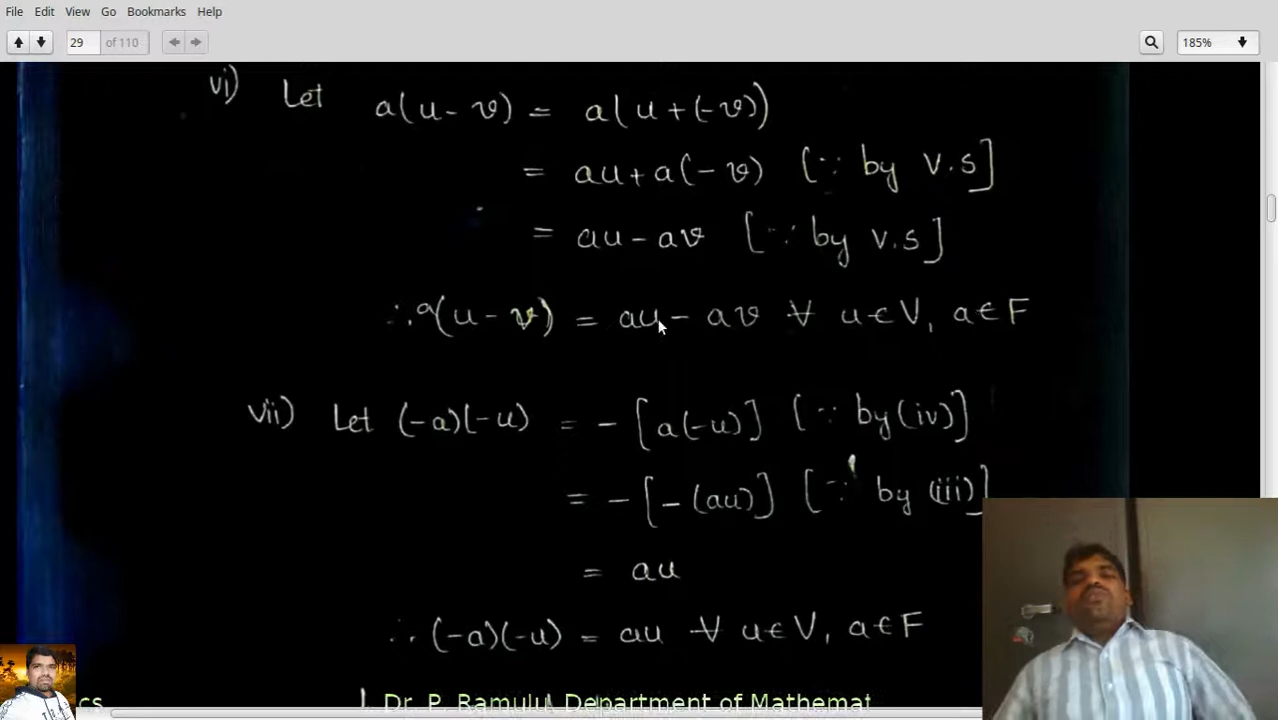 File Edit View Go Bookmarks Help
29 of 110 185%
vi) Let a(u - v) = a(u + (-v))
= au + a(-v) [∵ by V.S]
= au - av [∵ by V.S]
∴ a(u - v) = au - av ∀ u ∈ V, a ∈ F
vii) Let (-a)(-u) = - [a(-u)] [∵ by (iv)]
= - [-(au)] [∵ by (iii)]
= au
∴ (-a)(-u) = au ∀ u ∈ V, a ∈ F
cs Dr. P. Ramulu, Department of Mathemat